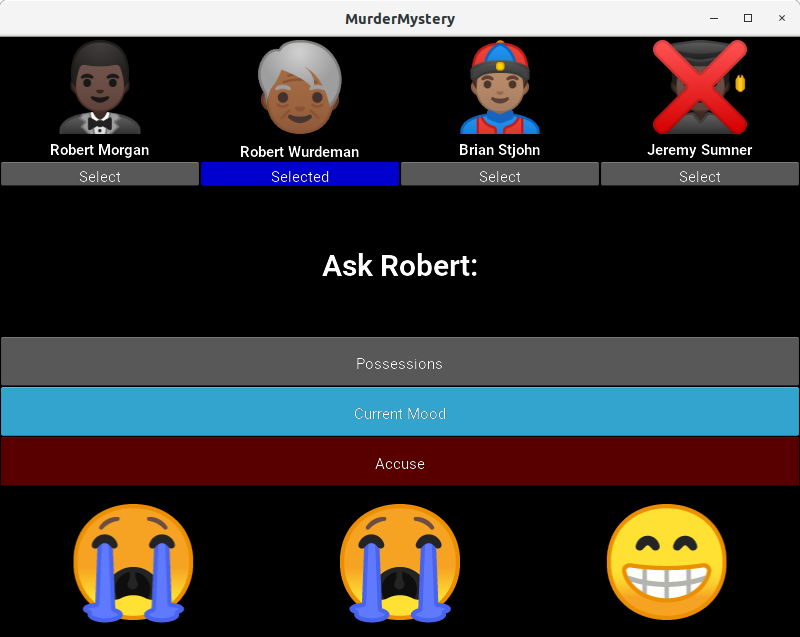 MurderMystery
Robert Morgan
Robert Wurdeman
Brian Stjohn
Jeremy Sumner
Select
Selected
Select
Select
Ask Robert:
Possessions
Current Mood
Accuse